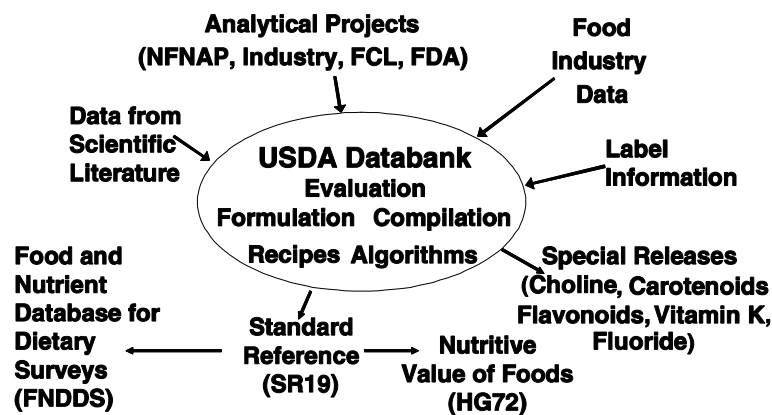 Analytical Projects
(NFNAP, Industry, FCL, FDA)
Food
Industry
Data
Data from
Scientific
Literature
Label
Information
USDA Databank
Evaluation
Formulation Compilation
Recipes Algorithms
Food and
Nutrient
Database for
Dietary
Surveys
(FNDDS)
Standard
Reference
(SR19)
Nutritive
Value of Foods
(HG72)
Special Releases
(Choline, Carotenoids
Flavonoids, Vitamin K,
Fluoride)